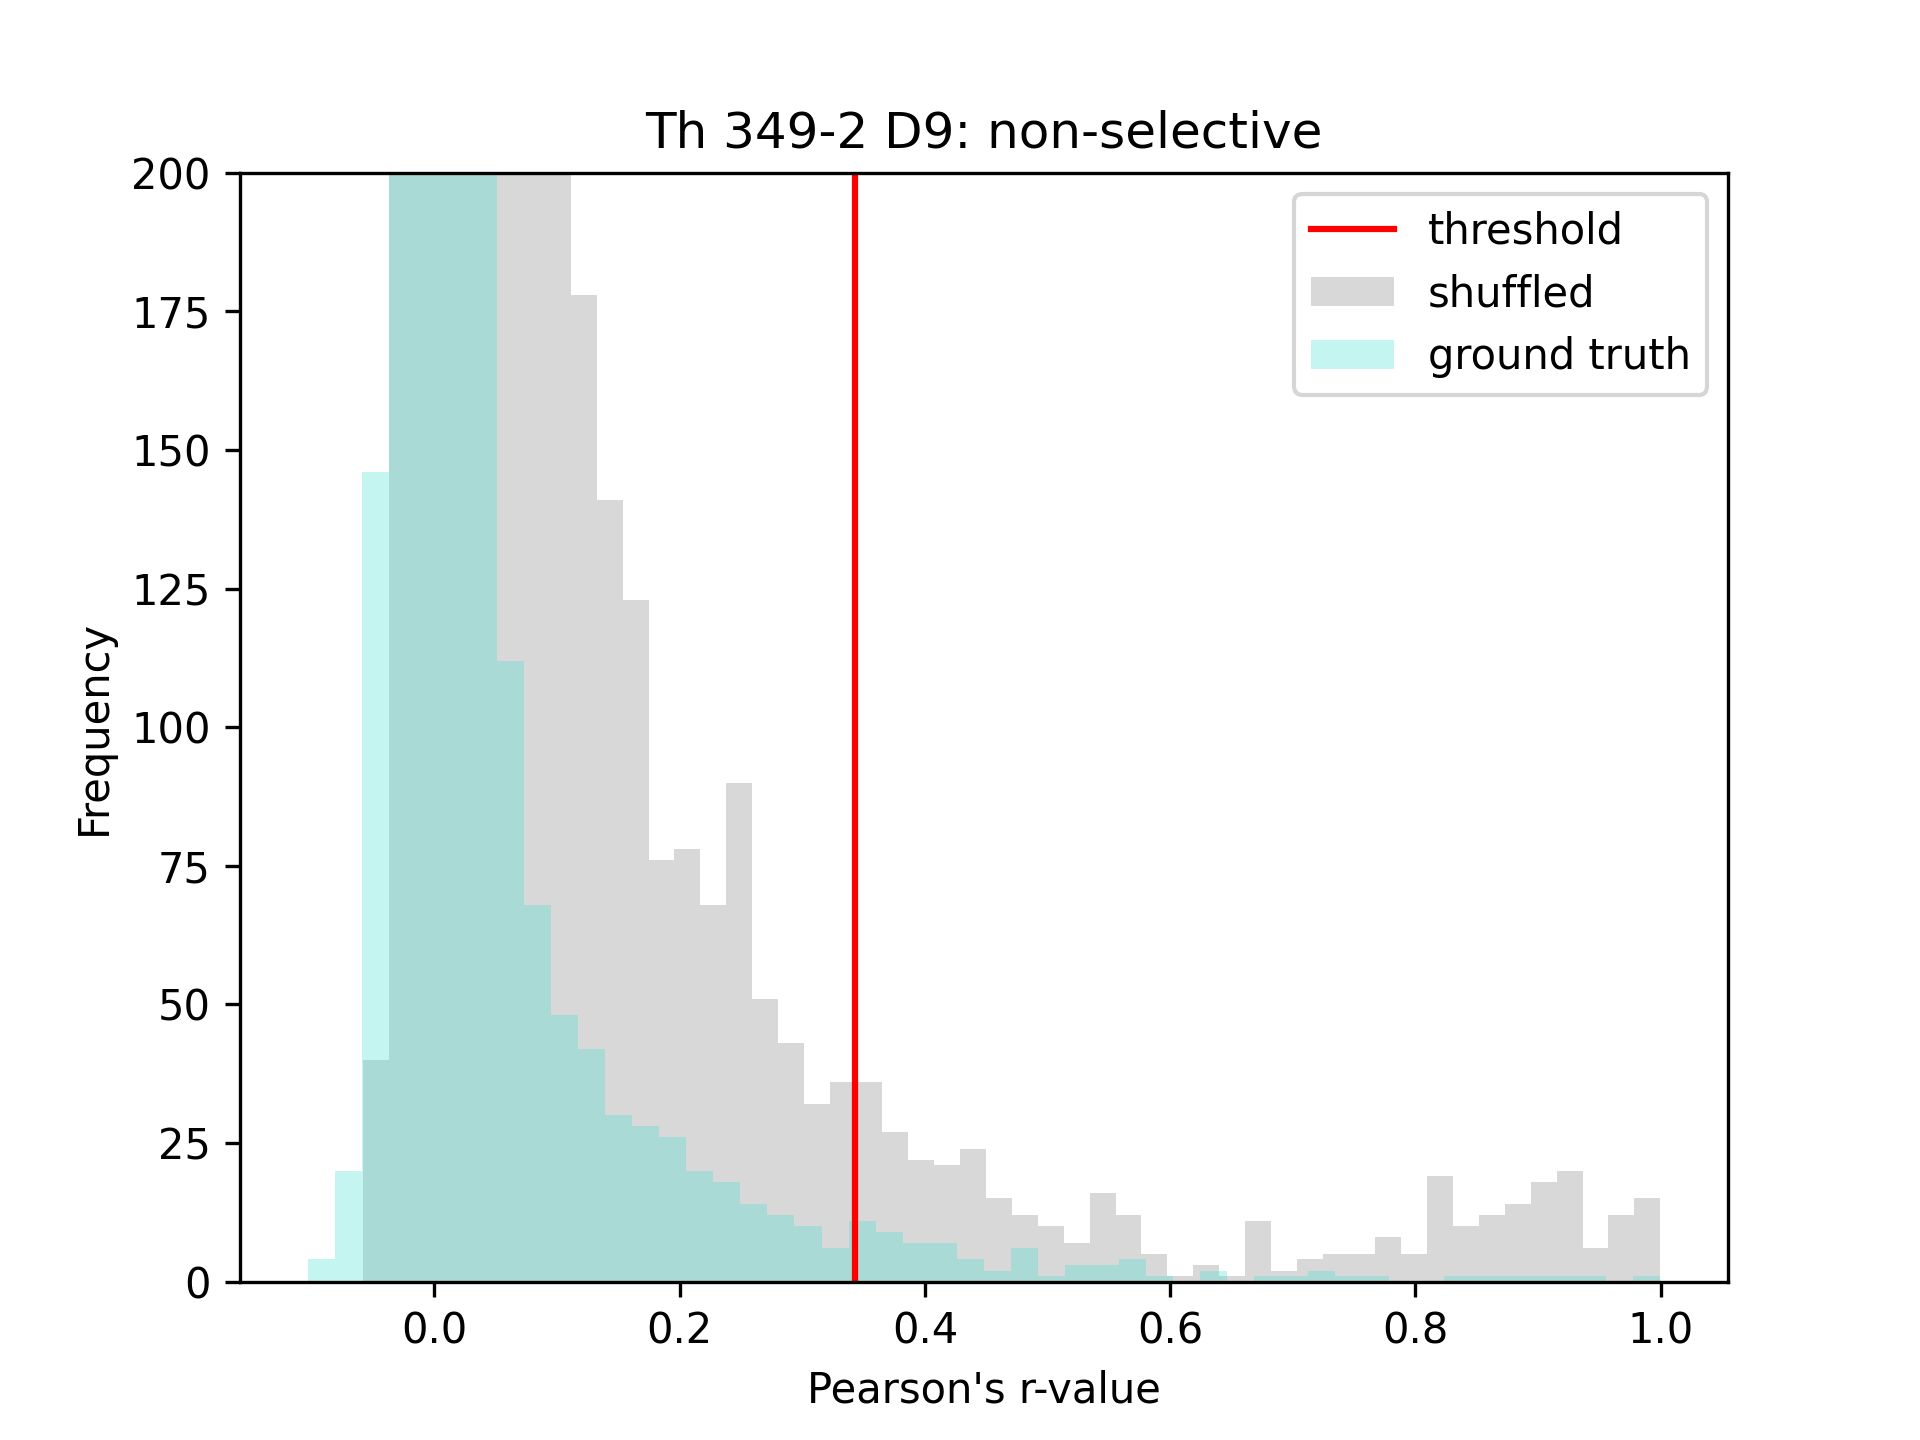 Th 349-2 D9: non-selective
threshold
shuffled
ground truth
200
175
150
125
100
75
50
25
0
Frequency
0.0 0.2 0.4 0.6 0.8 1.0
Pearson's r-value